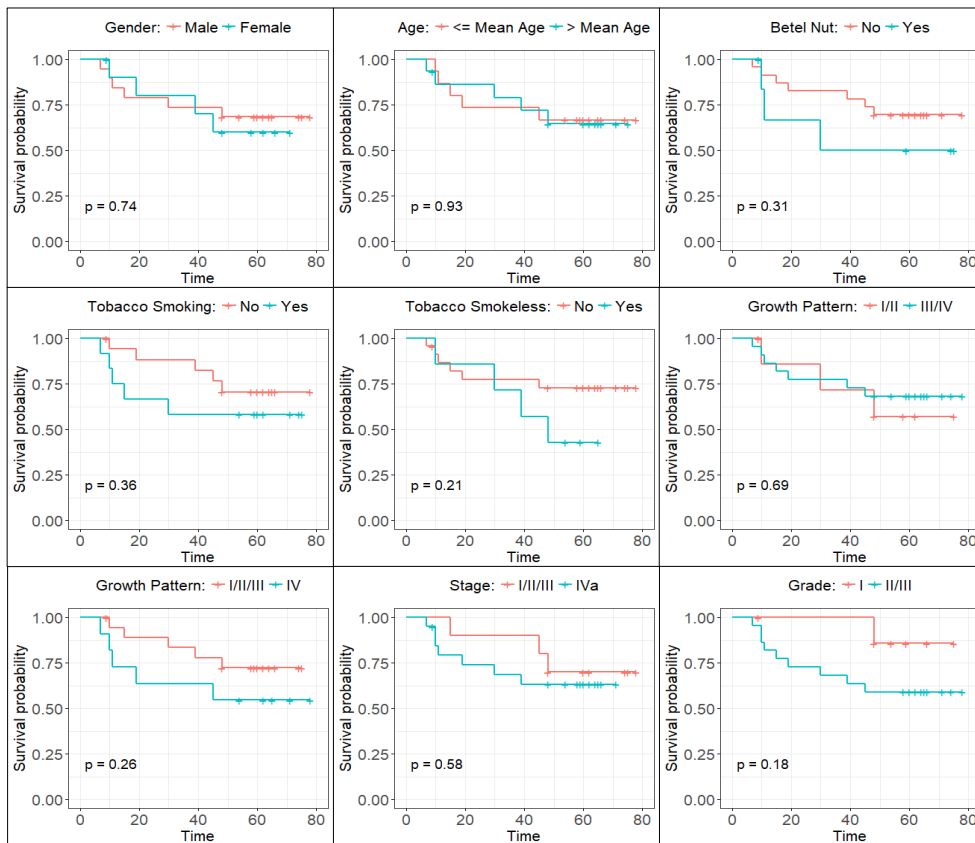 Gender: Male Female
Survival probability
1.00
0.75
0.50
0.25
0.00
p = 0.74
0 20 40 60 80
Time
Age: <= Mean Age > Mean Age
Survival probability
1.00
0.75
0.50
0.25
0.00
p = 0.93
0 20 40 60 80
Time
Betel Nut: No Yes
Survival probability
1.00
0.75
0.50
0.25
0.00
p = 0.31
0 20 40 60 80
Time
Tobacco Smoking: No Yes
Survival probability
1.00
0.75
0.50
0.25
0.00
p = 0.36
0 20 40 60 80
Time
Tobacco Smokeless: No Yes
Survival probability
1.00
0.75
0.50
0.25
0.00
p = 0.21
0 20 40 60 80
Time
Growth Pattern: I/II III/IV
Survival probability
1.00
0.75
0.50
0.25
0.00
p = 0.69
0 20 40 60 80
Time
Growth Pattern: I/II/III IV
Survival probability
1.00
0.75
0.50
0.25
0.00
p = 0.26
0 20 40 60 80
Time
Stage: I/II/III IVa
Survival probability
1.00
0.75
0.50
0.25
0.00
p = 0.58
0 20 40 60 80
Time
Grade: I II/III
Survival probability
1.00
0.75
0.50
0.25
0.00
p = 0.18
0 20 40 60 80
Time